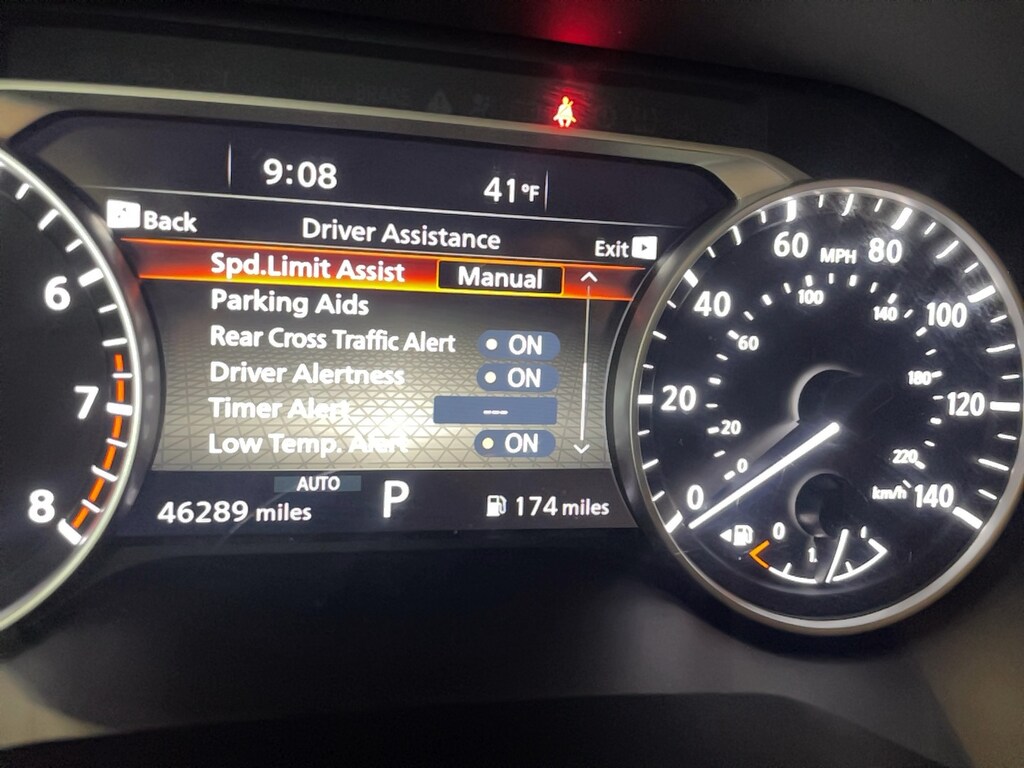 9:08
41°F
Back
Driver Assistance
Exit
Spd.Limit Assist Manual
Parking Aids
Rear Cross Traffic Alert ON
Driver Alertness ON
Timer Alert ---
Low Temp. Alert ON
AUTO
46289 miles
P
174 miles
6
7
8
0
20
40
60
MPH
80
100
120
140
0
20
60
100
140
180
220
km/h
0
1